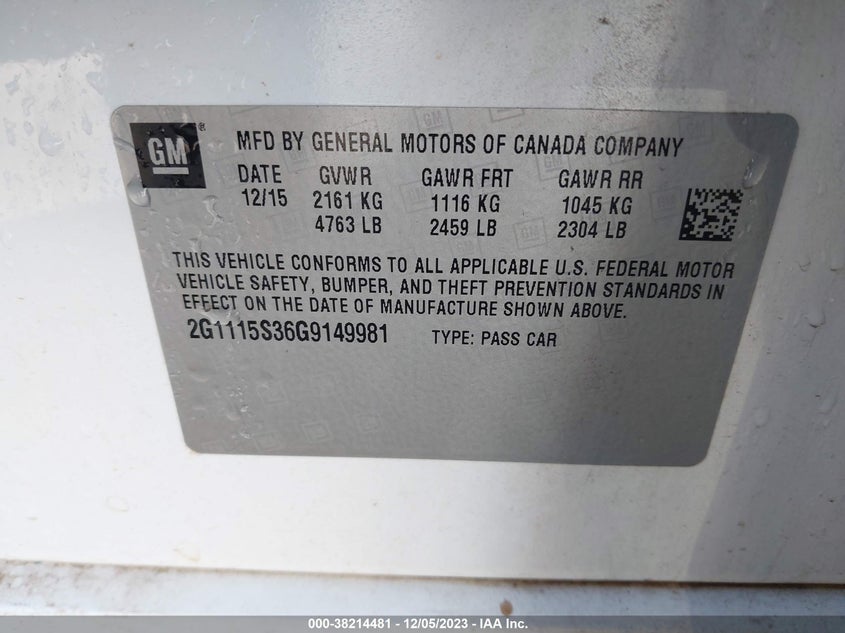 GM ®
MFD BY GENERAL MOTORS OF CANADA COMPANY
DATE GVWR GAWR FRT GAWR RR
12/15 2161 KG 1116 KG 1045 KG
4763 LB 2459 LB 2304 LB
THIS VEHICLE CONFORMS TO ALL APPLICABLE U.S. FEDERAL MOTOR
VEHICLE SAFETY, BUMPER, AND THEFT PREVENTION STANDARDS IN
EFFECT ON THE DATE OF MANUFACTURE SHOWN ABOVE.
2G1115S36G9149981 TYPE: PASS CAR
000-38214481 - 12/05/2023 - IAA Inc.